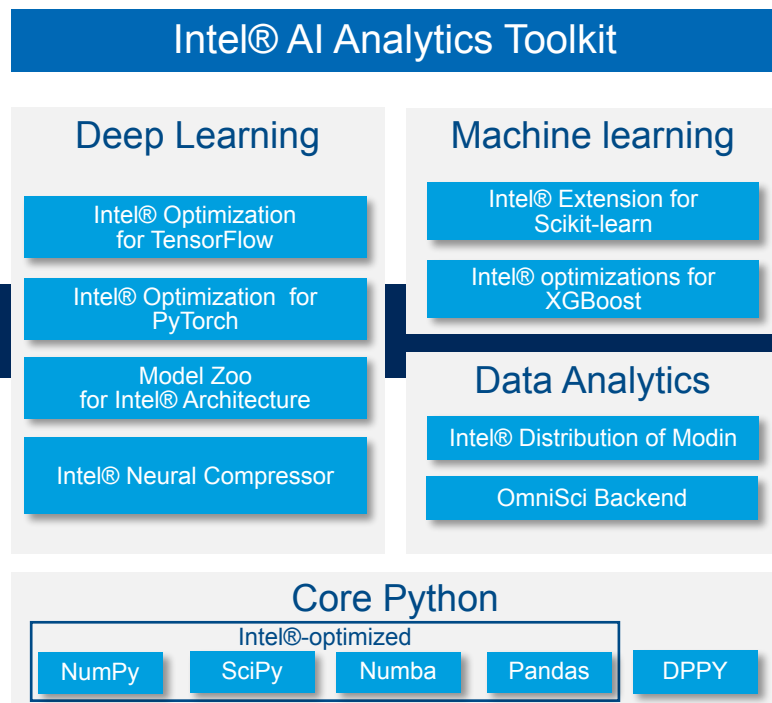 Intel® AI Analytics Toolkit
Deep Learning
Intel® Optimization
for TensorFlow
Intel® Optimization for
PyTorch
Model Zoo
for Intel® Architecture
Intel® Neural Compressor
Machine learning
Intel® Extension for
Scikit-learn
Intel® optimizations for
XGBoost
Data Analytics
Intel® Distribution of Modin
OmniSci Backend
Core Python
Intel®-optimized
NumPy SciPy Numba Pandas DPPY